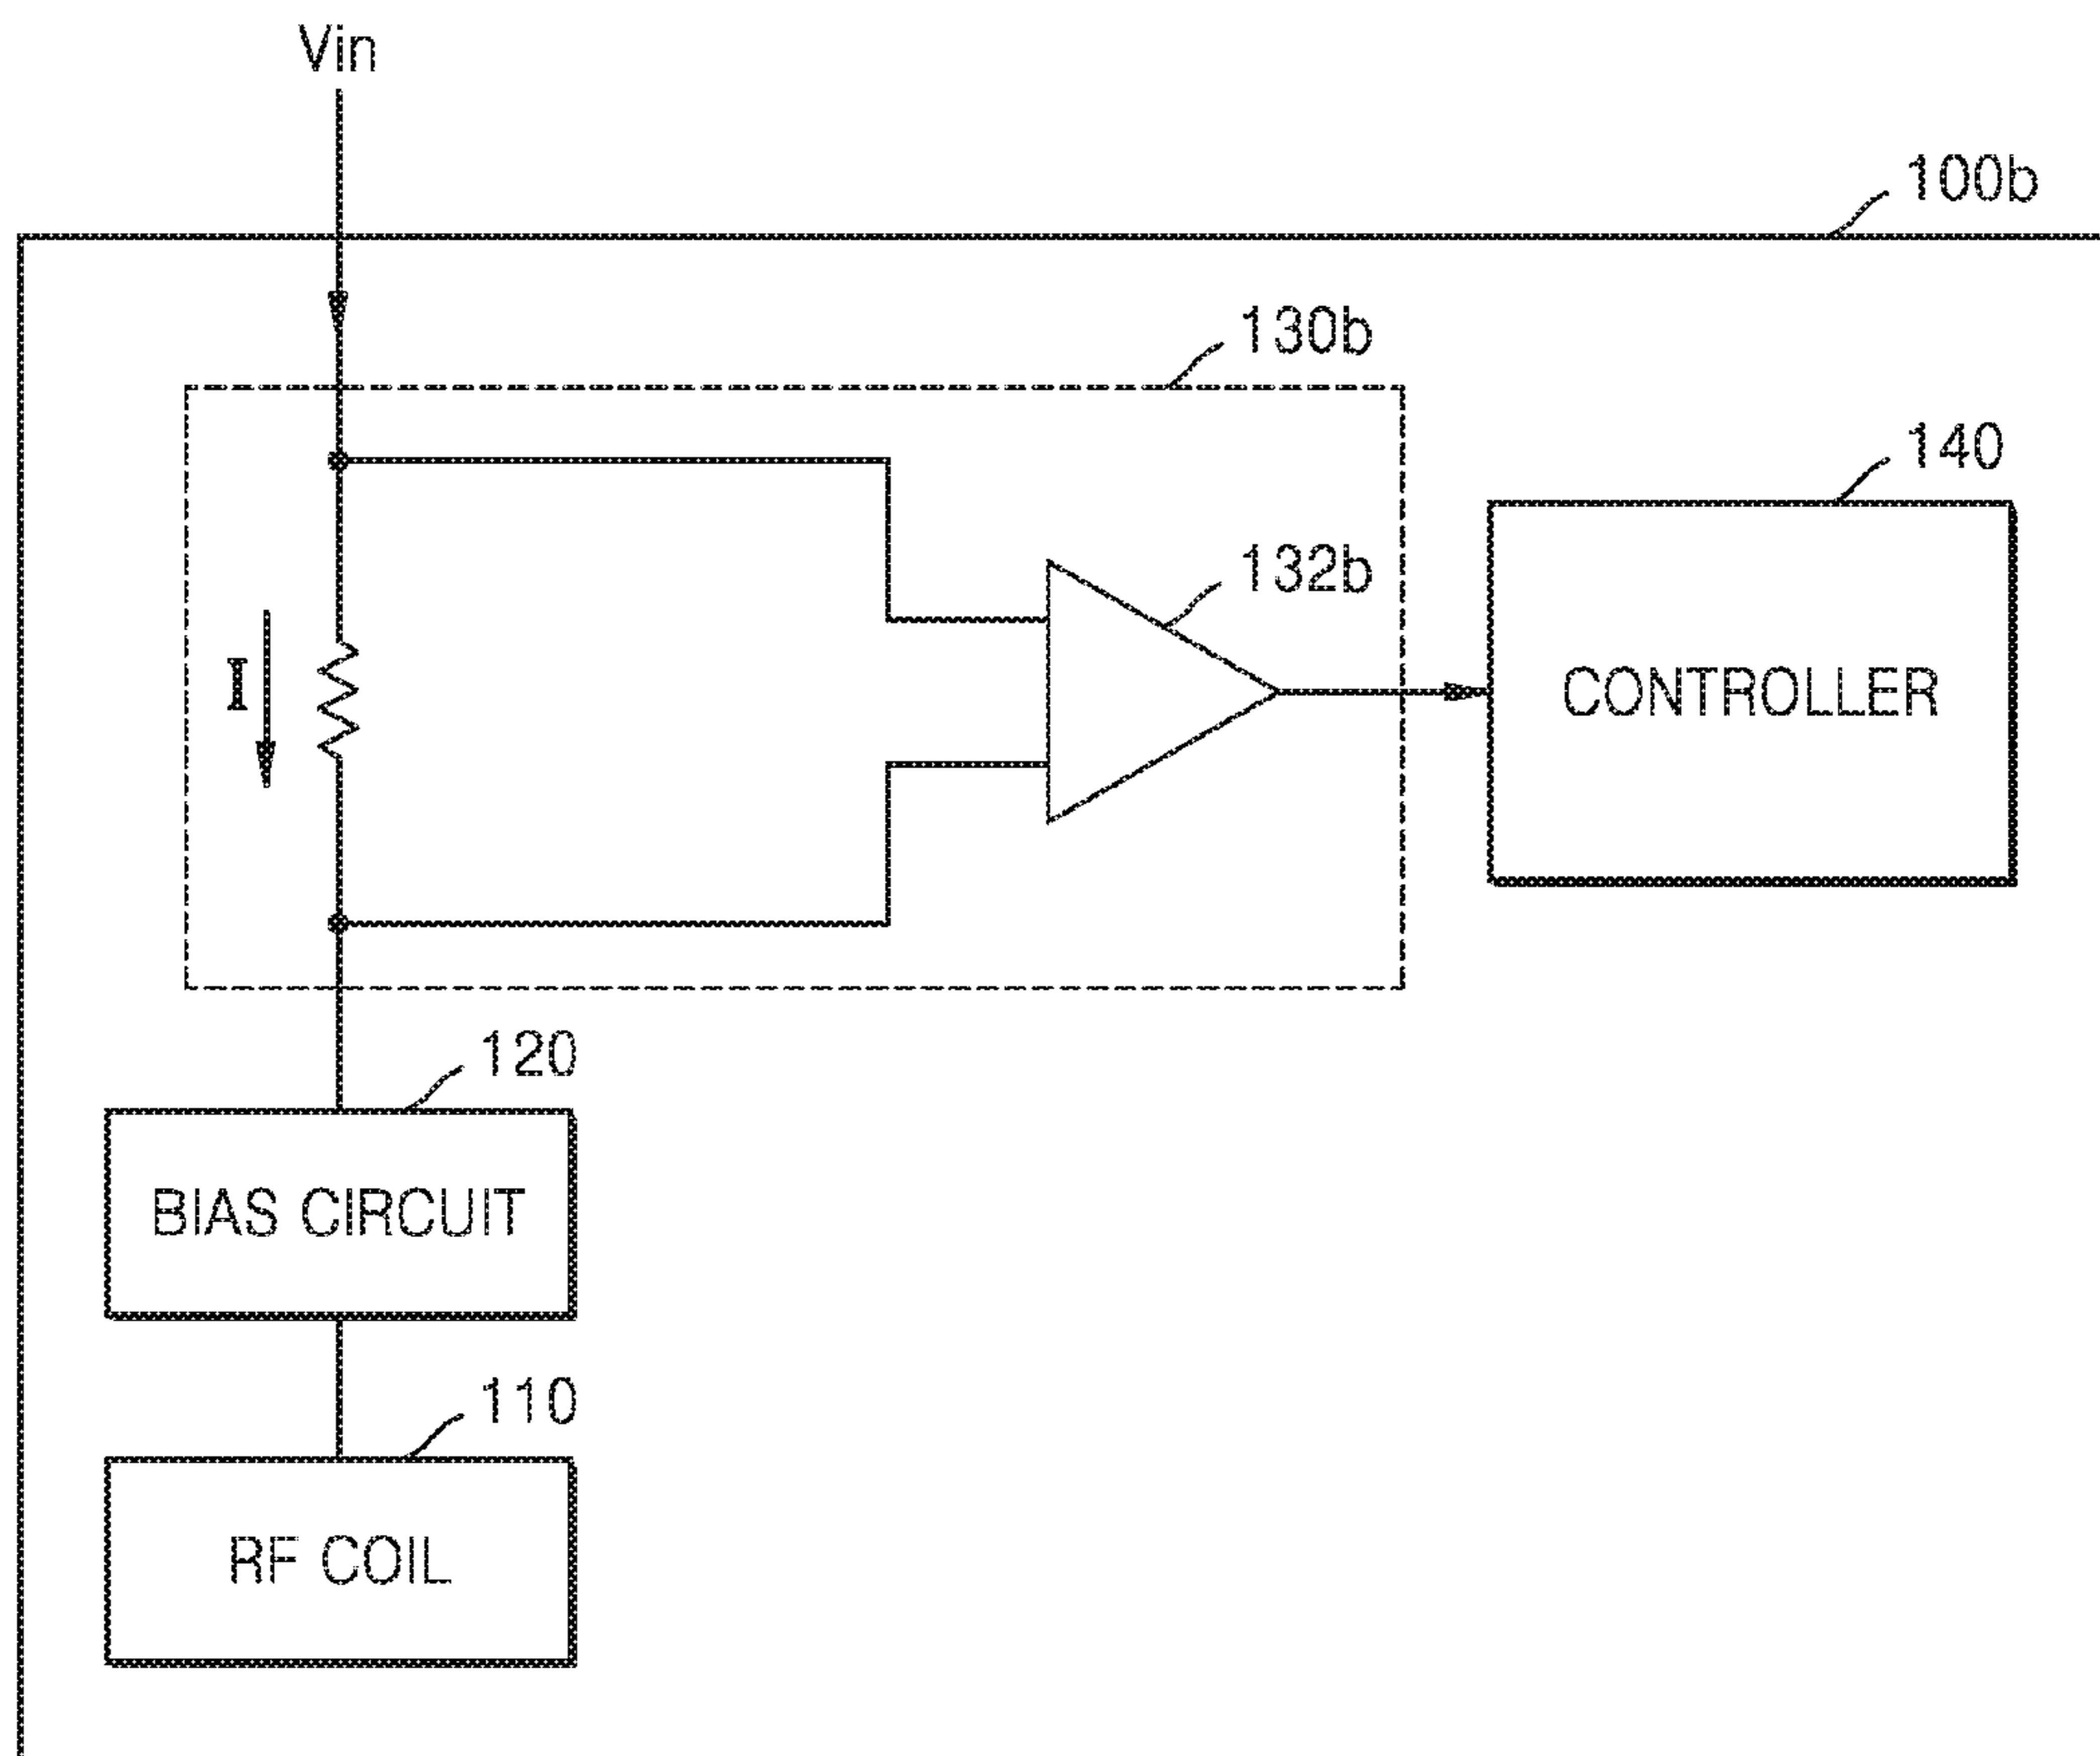 Vin
100b
130b
140
132b
I
CONTROLLER
120
BIAS CIRCUIT
110
RF COIL